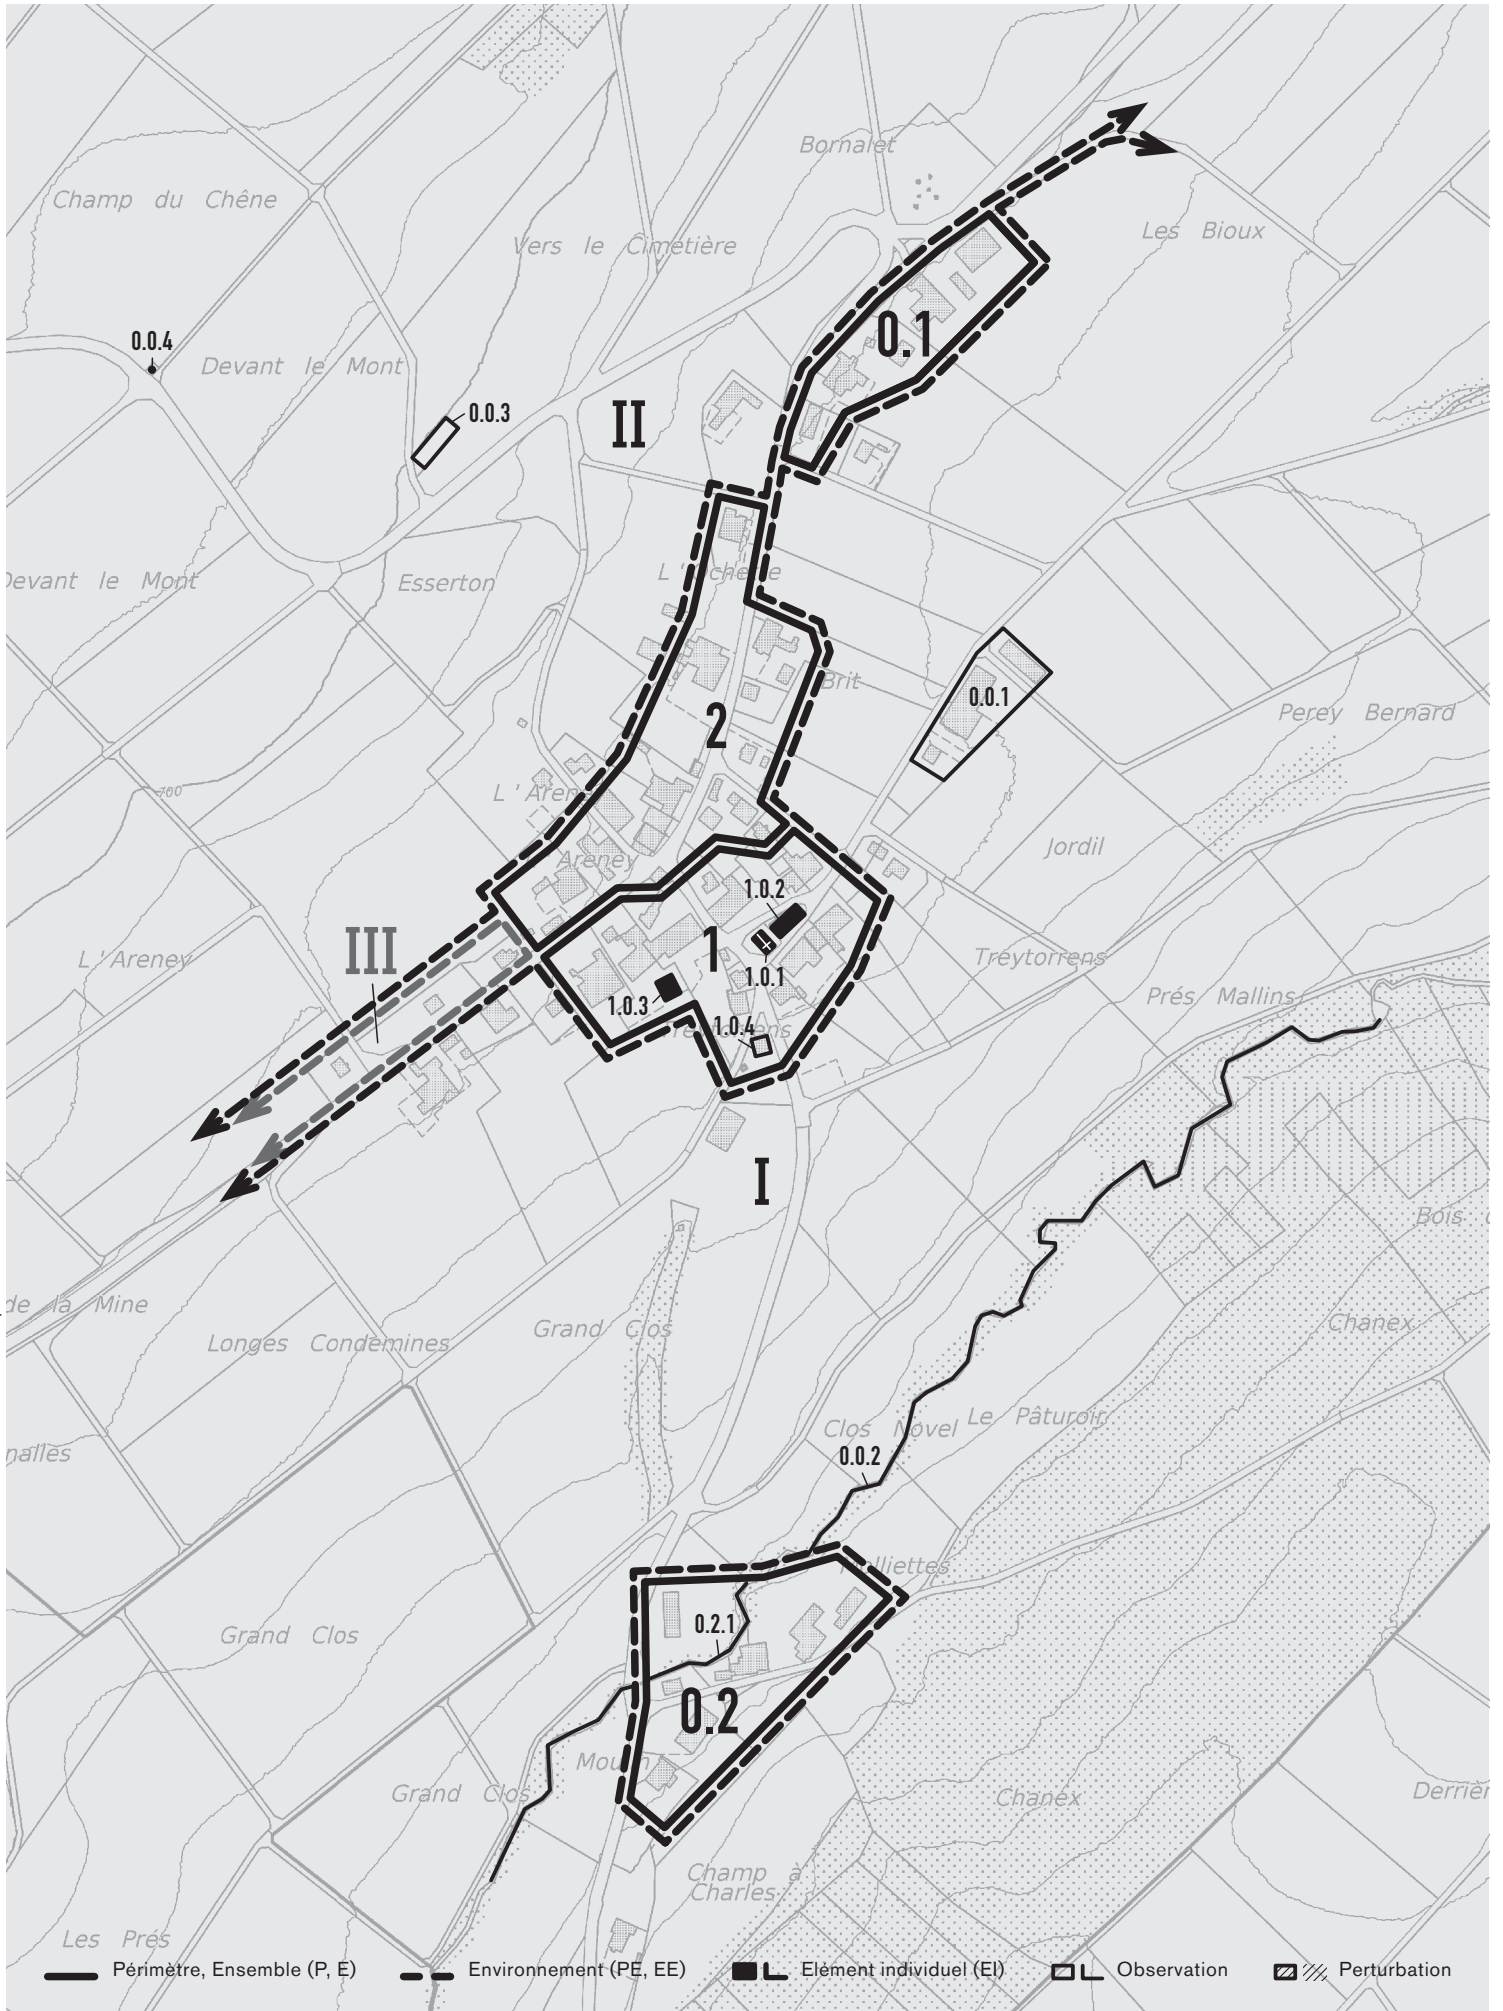 Bornalet
Champ du Chêne
Les Bioux
Vers le Cimetière
0.1
0.0.4
Devant le Mont
0.0.3
II
L'Ochette
Devant le Mont
Esserton
Brit
0.0.1
Perey Bernard
2
700
Jordil
Areney
1.0.2
III
1
L'Areney
Treytorrens
1.0.1
Prés Mallins
1.0.3
1.0.4
I
de la Mine
Chanex
Grand Clos
Longes Condemines
Le Pâturoir
Clos Novel
nalles
0.0.2
0.2.1
Grand Clos
0.2
Grand Clos
Chanex
Champ à
Charles
Les Prés
Périmètre, Ensemble (P, E)
Environnement (PE, EE)
Elément individuel (EI)
Observation
Perturbation